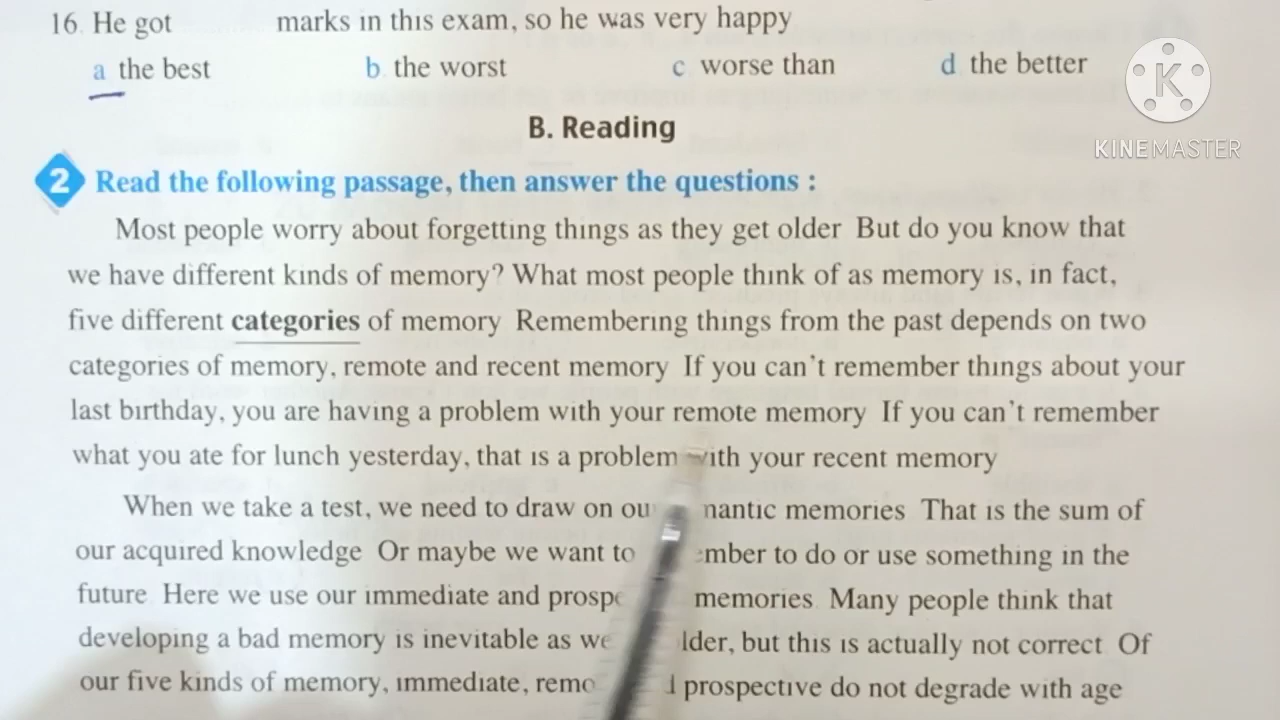 16. He got marks in this exam, so he was very happy
a the best b. the worst c worse than d the better
K
KINEMASTER
B. Reading
2 Read the following passage, then answer the questions :
Most people worry about forgetting things as they get older But do you know that
we have different kinds of memory? What most people think of as memory is, in fact,
five different categories of memory Remembering things from the past depends on two
categories of memory, remote and recent memory If you can't remember things about your
last birthday, you are having a problem with your remote memory If you can't remember
what you ate for lunch yesterday, that is a problem with your recent memory
When we take a test, we need to draw on memories That is the sum of
our acquired knowledge Or maybe we want to to do or use something in the
future Here we use our immediate and memories. Many people think that
developing a bad memory is inevitable as we but this is actually not correct Of
our five kinds of memory, immediate, prospective do not degrade with age